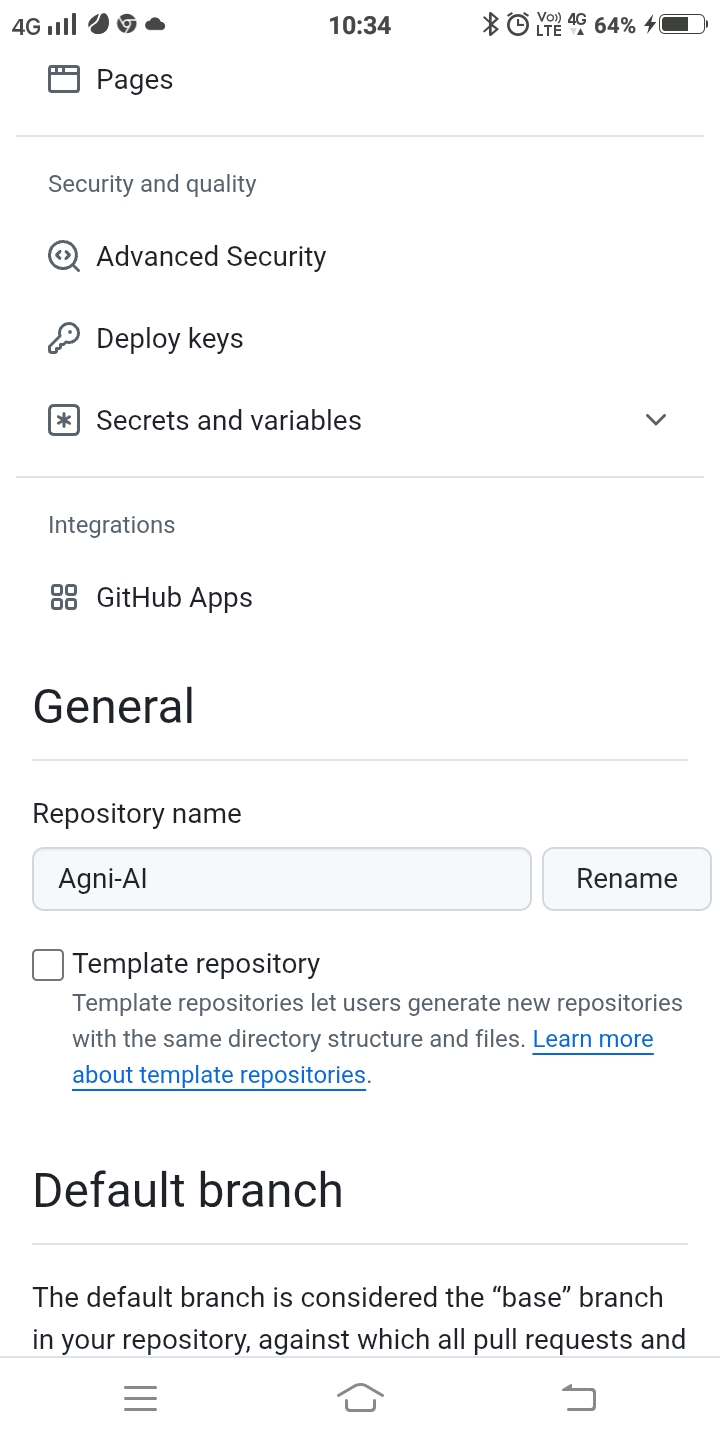 4G 10:34 Vo)) LTE 4G 64%
Pages
Security and quality
Advanced Security
Deploy keys
Secrets and variables
Integrations
GitHub Apps
General
Repository name
Agni-AI Rename
Template repository
Template repositories let users generate new repositories
with the same directory structure and files. Learn more
about template repositories.
Default branch
The default branch is considered the “base” branch
in your repository, against which all pull requests and